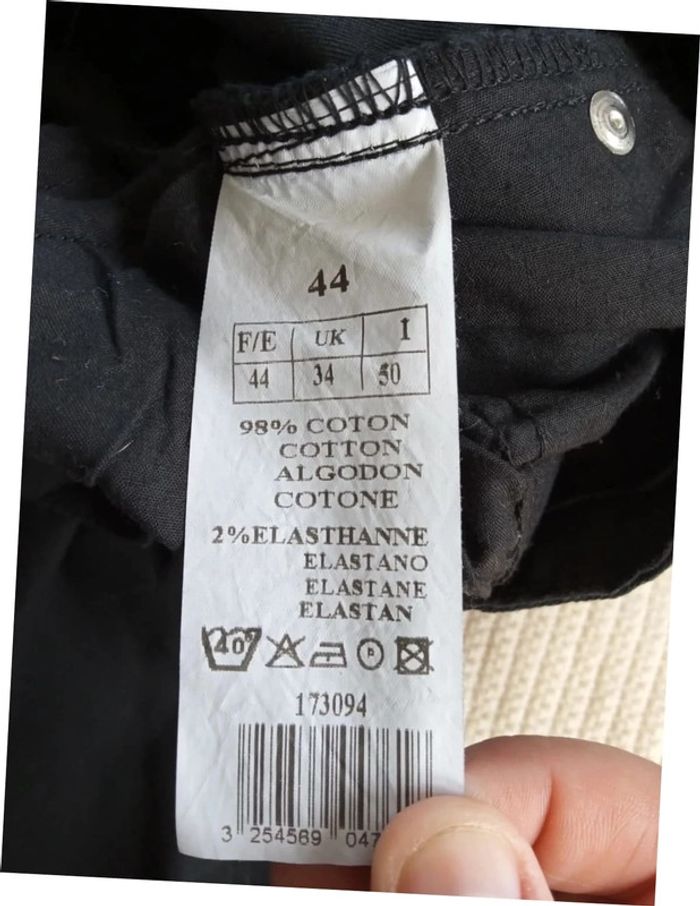 44
F/E UK I
44 34 50
98% COTON
COTTON
ALGODON
COTONE
2%ELASTHANNE
ELASTANO
ELASTANE
ELASTAN
40°
P
173094
3 254569 047